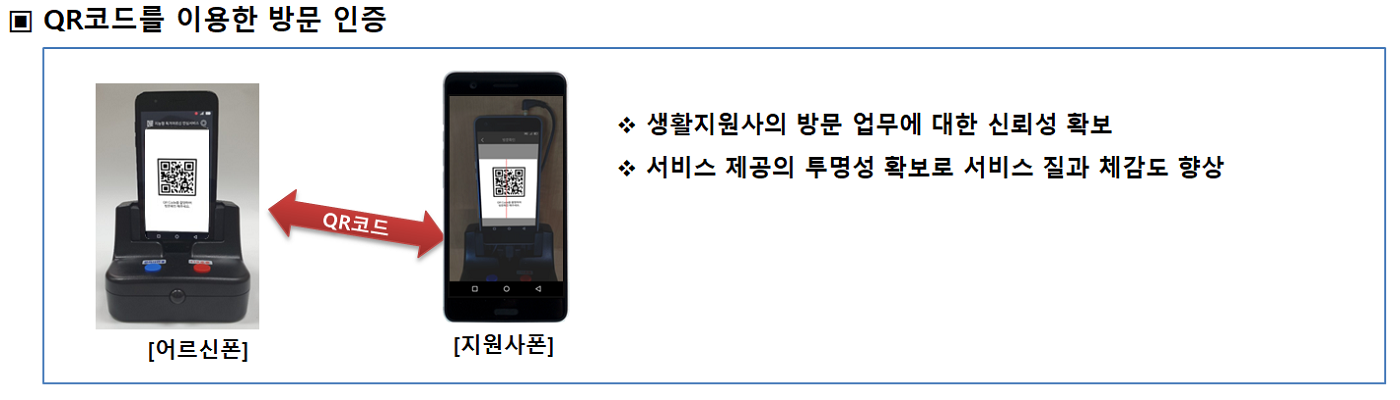 ▣ QR코드를 이용한 방문 인증
❖ 생활지원사의 방문 업무에 대한 신뢰성 확보
❖ 서비스 제공의 투명성 확보로 서비스 질과 체감도 향상
QR코드
[어르신폰]
[지원사폰]